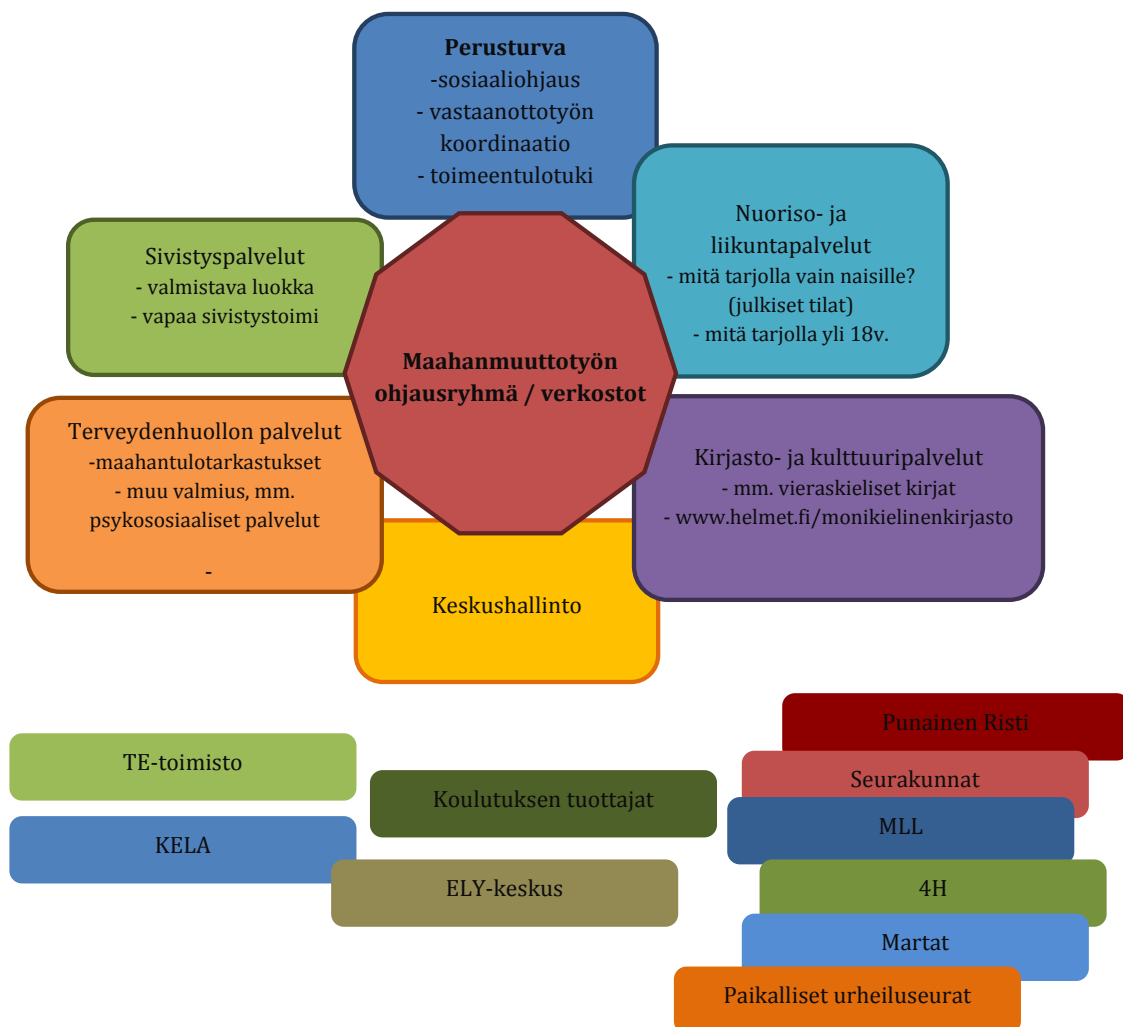 Perusturva
-sosiaaliohjaus
- vastaanottotyön
koordinaatio
- toimeentulotuki
Nuoriso- ja
liikuntapalvelut
- mitä tarjolla vain naisille?
(julkiset tilat)
- mitä tarjolla yli 18v.
Sivistyspalvelut
- valmistava luokka
- vapaa sivistystoimi
Maahanmuuttotyön
ohjausryhmä / verkostot
Terveydenhuollon palvelut
-maahantulotarkastukset
- muu valmius, mm.
psykososiaaliset palvelut
-
Kirjasto- ja kulttuuripalvelut
- mm. vieraskieliset kirjat
- www.helmet.fi/monikielinenkirjasto
Keskushallinto
TE-toimisto
KELA
Koulutuksen tuottajat
ELY-keskus
Punainen Risti
Seurakunnat
MLL
4H
Martat
Paikalliset urheiluseurat